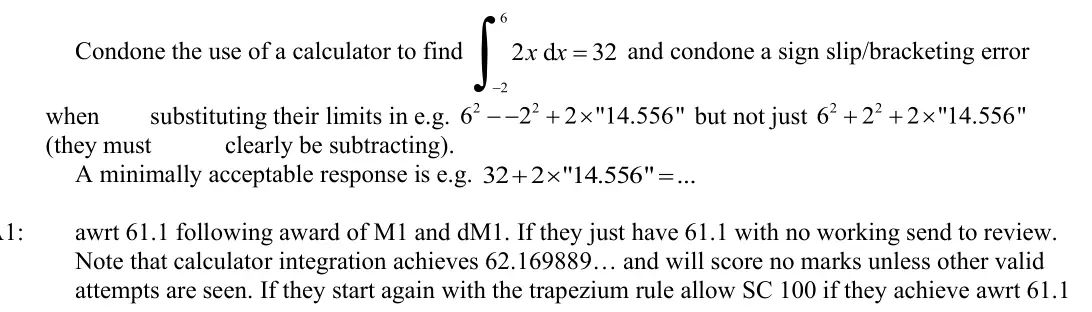 Condone the use of a calculator to find ∫₋₂⁶ 2x dx = 32 and condone a sign slip/bracketing error
when substituting their limits in e.g. 6² − −2² + 2×"14.556" but not just 6² + 2² + 2×"14.556"
(they must clearly be subtracting).
A minimally acceptable response is e.g. 32 + 2×"14.556" = ...
1: awrt 61.1 following award of M1 and dM1. If they just have 61.1 with no working send to review.
Note that calculator integration achieves 62.169889… and will score no marks unless other valid
attempts are seen. If they start again with the trapezium rule allow SC 100 if they achieve awrt 61.1